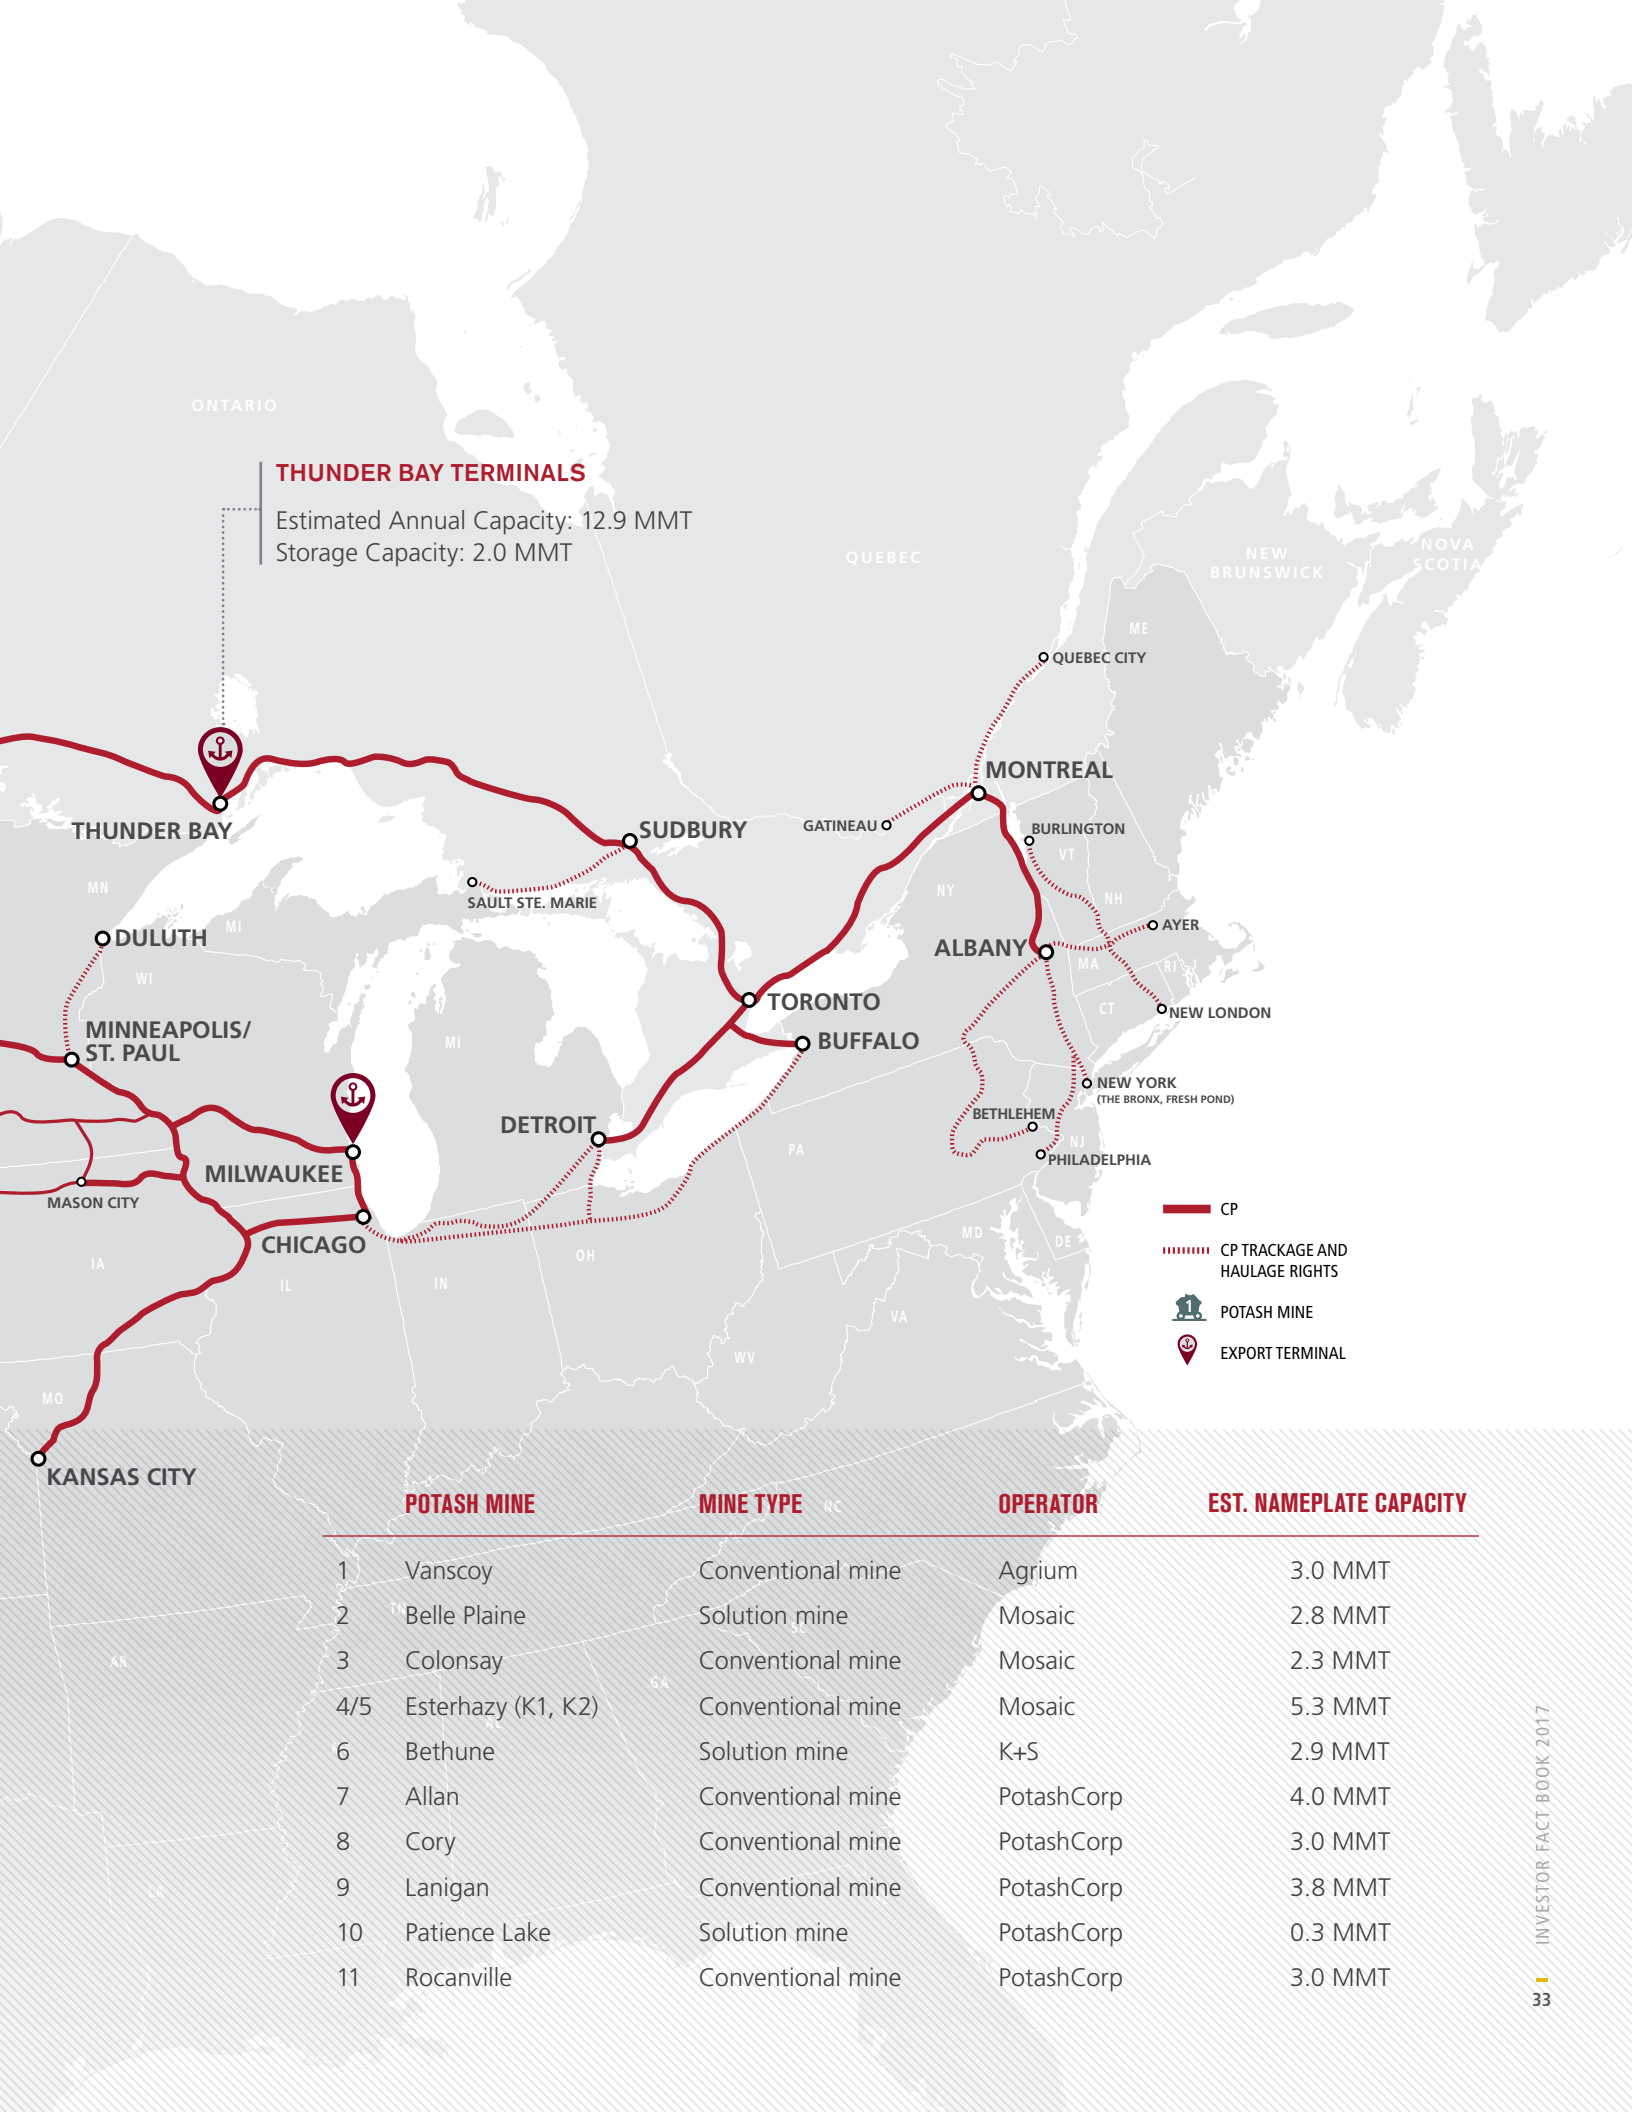 ONTARIO
THUNDER BAY TERMINALS
Estimated Annual Capacity: 12.9 MMT
Storage Capacity: 2.0 MMT
QUEBEC
NEW
BRUNSWICK
NOVA
SCOTIA
ME
QUEBEC CITY
MONTREAL
THUNDER BAY
SUDBURY
GATINEAU
BURLINGTON
VT
MN
SAULT STE. MARIE
NY
NH
MI
DULUTH
AYER
ALBANY
WI
MA
RI
TORONTO
CT
NEW LONDON
MINNEAPOLIS/
ST. PAUL
MI
BUFFALO
NEW YORK
(THE BRONX, FRESH POND)
BETHLEHEM
DETROIT
PA
NJ
PHILADELPHIA
MILWAUKEE
MASON CITY
CHICAGO
MD
DE
OH
IA
IL
IN
VA
WV
MO
CP
CP TRACKAGE AND
HAULAGE RIGHTS
1
POTASH MINE
EXPORT TERMINAL
KANSAS CITY
NC
TN
SC
AR
GA
AL
LA
POTASH MINE MINE TYPE OPERATOR EST. NAMEPLATE CAPACITY
1 Vanscoy Conventional mine Agrium 3.0 MMT
2 Belle Plaine Solution mine Mosaic 2.8 MMT
3 Colonsay Conventional mine Mosaic 2.3 MMT
4/5 Esterhazy (K1, K2) Conventional mine Mosaic 5.3 MMT
6 Bethune Solution mine K+S 2.9 MMT
7 Allan Conventional mine PotashCorp 4.0 MMT
8 Cory Conventional mine PotashCorp 3.0 MMT
9 Lanigan Conventional mine PotashCorp 3.8 MMT
10 Patience Lake Solution mine PotashCorp 0.3 MMT
11 Rocanville Conventional mine PotashCorp 3.0 MMT
INVESTOR FACT BOOK 2017
33